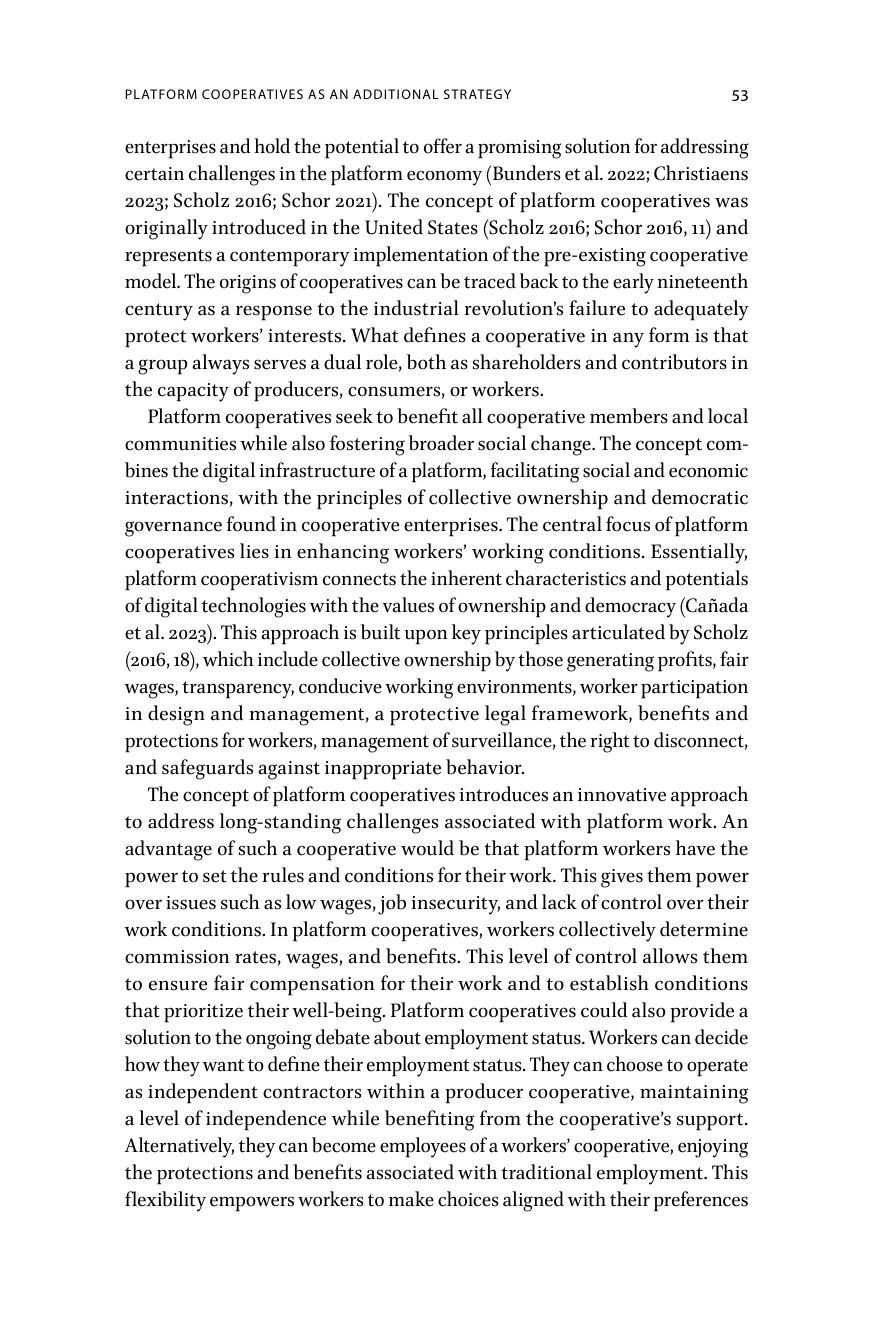 PLATFORM COOPERATIVES AS AN ADDITIONAL STRATEGY 53
enterprises and hold the potential to offer a promising solution for addressing
certain challenges in the platform economy (Bunders et al. 2022; Christiaens
2023; Scholz 2016; Schor 2021). The concept of platform cooperatives was
originally introduced in the United States (Scholz 2016; Schor 2016, 11) and
represents a contemporary implementation of the pre-existing cooperative
model. The origins of cooperatives can be traced back to the early nineteenth
century as a response to the industrial revolution’s failure to adequately
protect workers’ interests. What defines a cooperative in any form is that
a group always serves a dual role, both as shareholders and contributors in
the capacity of producers, consumers, or workers.
Platform cooperatives seek to benefit all cooperative members and local
communities while also fostering broader social change. The concept com-
bines the digital infrastructure of a platform, facilitating social and economic
interactions, with the principles of collective ownership and democratic
governance found in cooperative enterprises. The central focus of platform
cooperatives lies in enhancing workers’ working conditions. Essentially,
platform cooperativism connects the inherent characteristics and potentials
of digital technologies with the values of ownership and democracy (Cañada
et al. 2023). This approach is built upon key principles articulated by Scholz
(2016, 18), which include collective ownership by those generating profits, fair
wages, transparency, conducive working environments, worker participation
in design and management, a protective legal framework, benefits and
protections for workers, management of surveillance, the right to disconnect,
and safeguards against inappropriate behavior.
The concept of platform cooperatives introduces an innovative approach
to address long-standing challenges associated with platform work. An
advantage of such a cooperative would be that platform workers have the
power to set the rules and conditions for their work. This gives them power
over issues such as low wages, job insecurity, and lack of control over their
work conditions. In platform cooperatives, workers collectively determine
commission rates, wages, and benefits. This level of control allows them
to ensure fair compensation for their work and to establish conditions
that prioritize their well-being. Platform cooperatives could also provide a
solution to the ongoing debate about employment status. Workers can decide
how they want to define their employment status. They can choose to operate
as independent contractors within a producer cooperative, maintaining
a level of independence while benefiting from the cooperative’s support.
Alternatively, they can become employees of a workers’ cooperative, enjoying
the protections and benefits associated with traditional employment. This
flexibility empowers workers to make choices aligned with their preferences